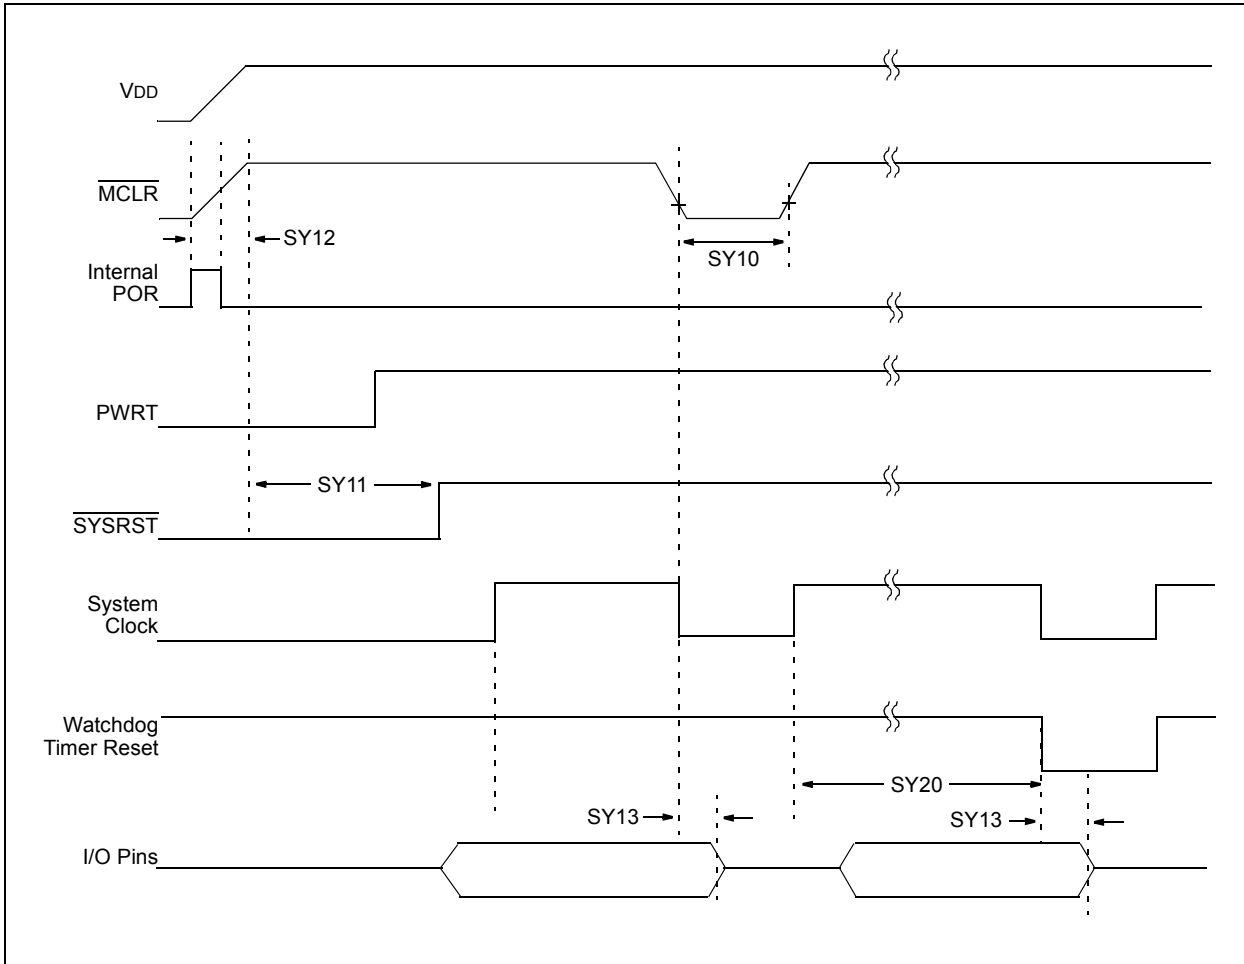 VDD
MCLR
SY12
SY10
Internal
POR
PWRT
SY11
SYSRST
System
Clock
Watchdog
Timer Reset
SY20
SY13
SY13
I/O Pins